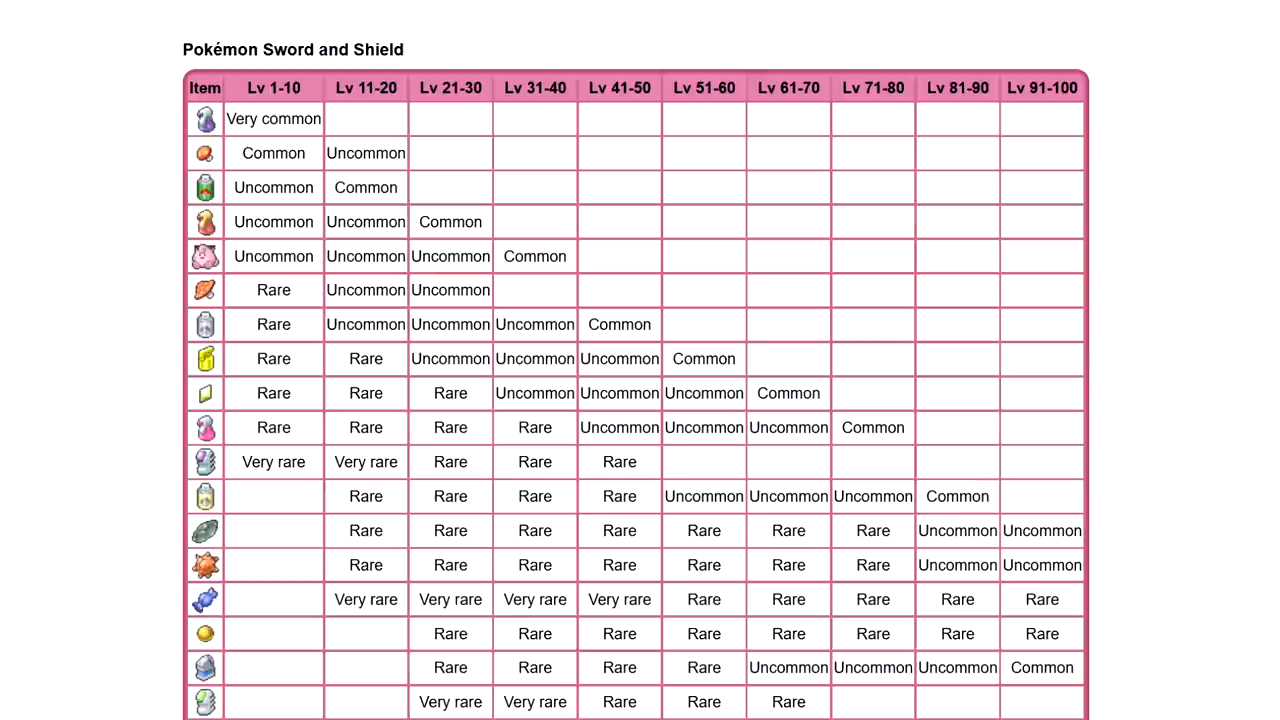 Pokémon Sword and Shield
Item Lv 1-10 Lv 11-20 Lv 21-30 Lv 31-40 Lv 41-50 Lv 51-60 Lv 61-70 Lv 71-80 Lv 81-90 Lv 91-100
Very common
Common Uncommon
Uncommon Common
Uncommon Uncommon Common
Uncommon Uncommon Uncommon Common
Rare Uncommon Uncommon
Rare Uncommon Uncommon Uncommon Common
Rare Rare Uncommon Uncommon Uncommon Common
Rare Rare Rare Uncommon Uncommon Uncommon Common
Rare Rare Rare Rare Uncommon Uncommon Uncommon Common
Very rare Very rare Rare Rare Rare
Rare Rare Rare Rare Uncommon Uncommon Uncommon Common
Rare Rare Rare Rare Rare Rare Rare Uncommon Uncommon
Rare Rare Rare Rare Rare Rare Rare Uncommon Uncommon
Very rare Very rare Very rare Very rare Rare Rare Rare Rare Rare
Rare Rare Rare Rare Rare Rare Rare Rare
Rare Rare Rare Rare Uncommon Uncommon Uncommon Common
Very rare Very rare Rare Rare Rare